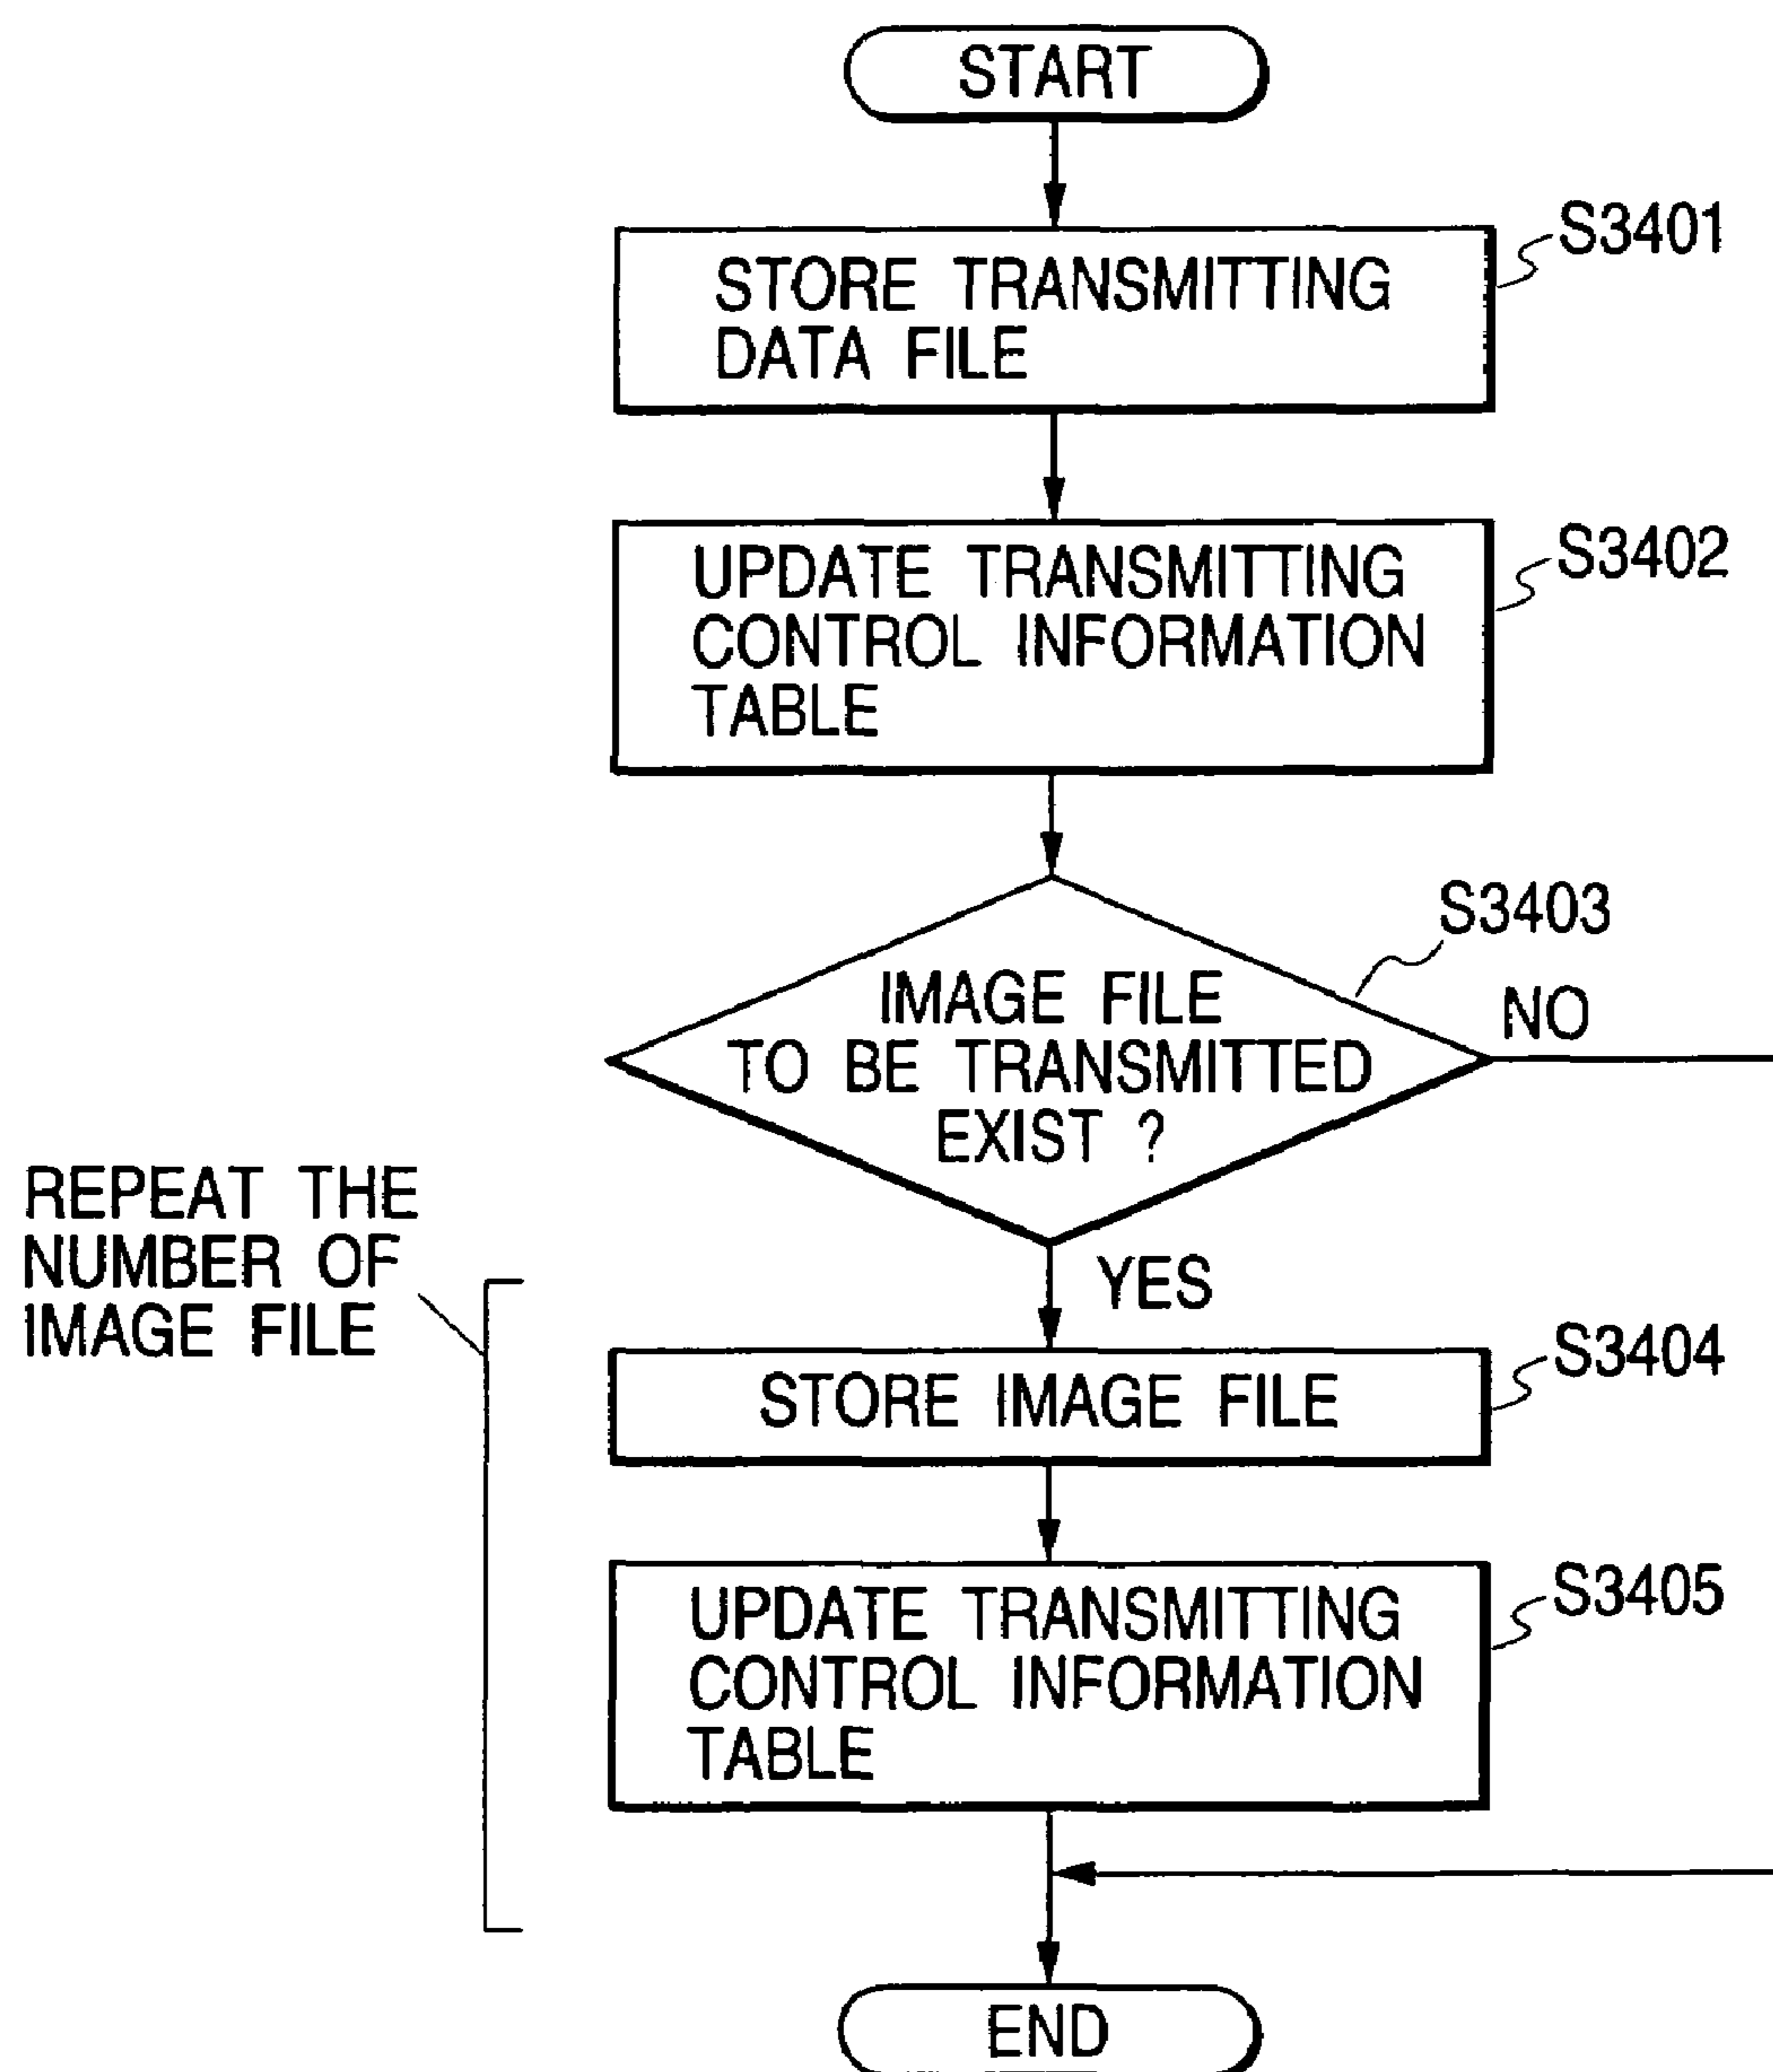 START
S3401
STORE TRANSMITTING
DATA FILE
S3402
UPDATE TRANSMITTING
CONTROL INFORMATION
TABLE
S3403
IMAGE FILE
TO BE TRANSMITTED
EXIST ?
NO
YES
REPEAT THE
NUMBER OF
IMAGE FILE
S3404
STORE IMAGE FILE
S3405
UPDATE TRANSMITTING
CONTROL INFORMATION
TABLE
END